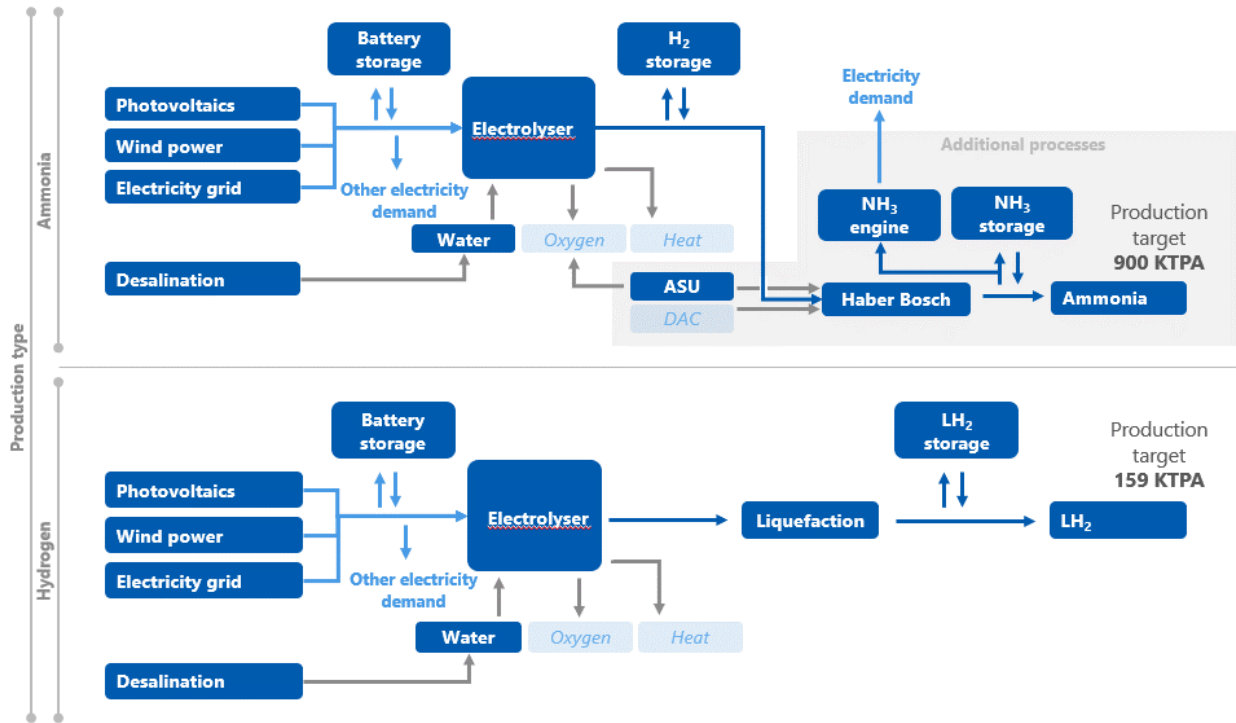 Production type
Ammonia
Battery
storage
H₂
storage
Photovoltaics
Wind power
Electricity grid
Electrolyser
Other electricity
demand
Water
Oxygen
Heat
Desalination
Electricity
demand
Additional processes
NH₃
engine
NH₃
storage
Production
target
900 KTPA
ASU
DAC
Haber Bosch
Ammonia
Hydrogen
Battery
storage
Photovoltaics
Wind power
Electricity grid
Electrolyser
Other electricity
demand
Water
Oxygen
Heat
Desalination
Liquefaction
LH₂
storage
LH₂
Production
target
159 KTPA